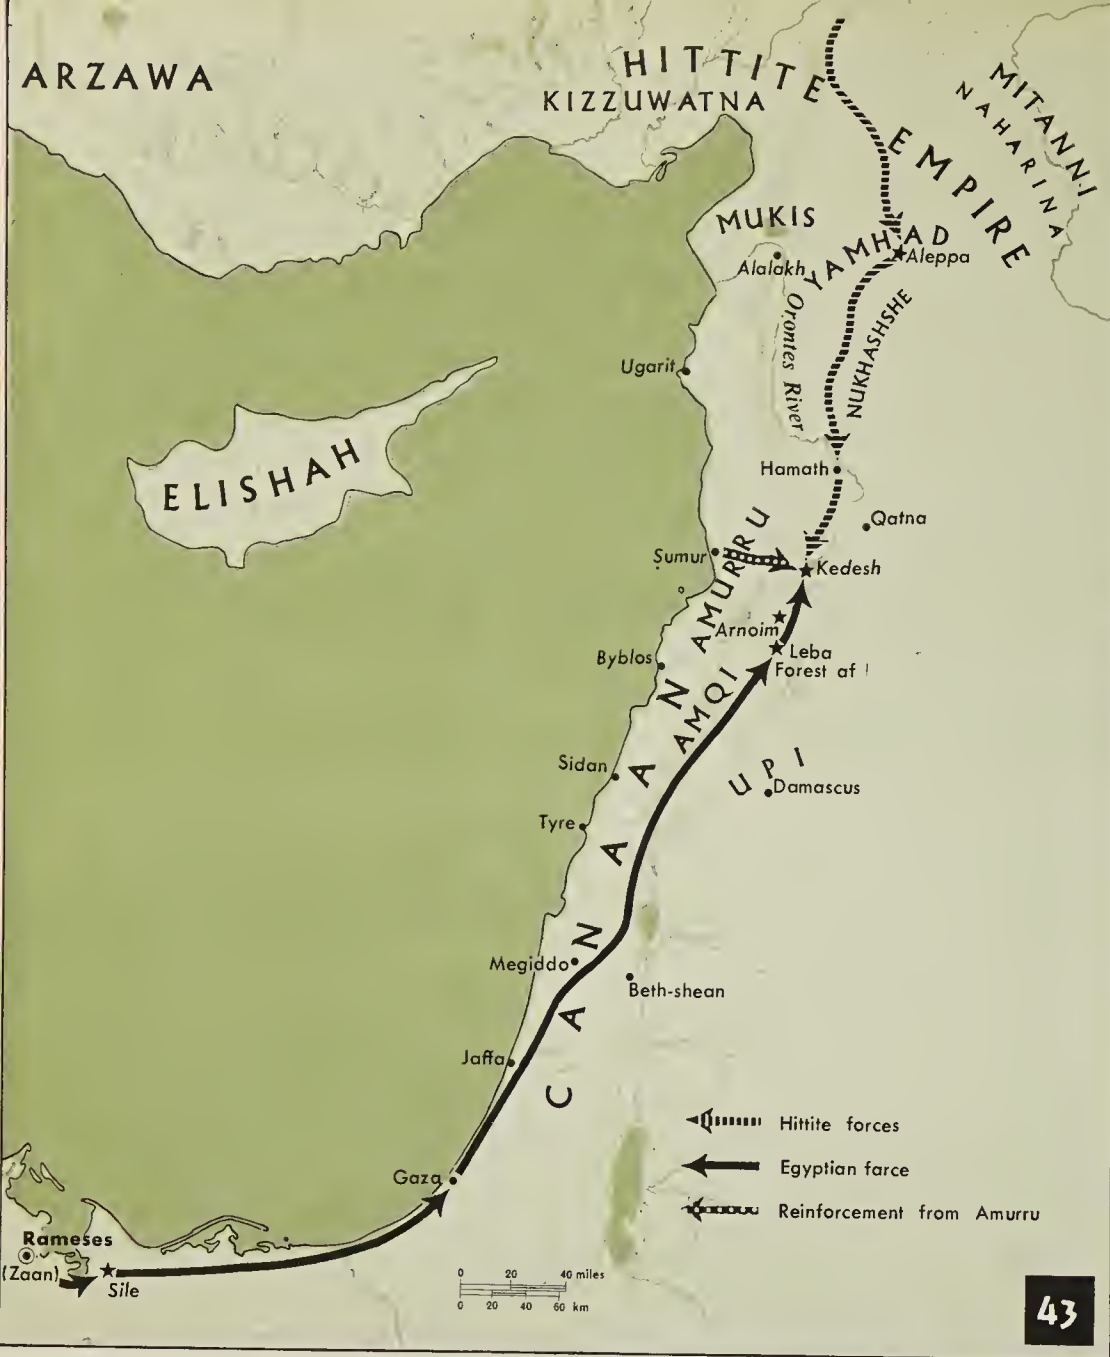 ARZAWA
HITTITE EMPIRE
KIZZUWATNA
MITANNI
NAHARINA
MUKIS
YAMHAD
Alalakh
Aleppa
Orontes River
NUKHASHSHE
Ugarit
ELISHAH
Hamath
Qatna
Sumur
AMURRU
Kedesh
Arnoim
Byblos
Leba
Forest af
AMQI
CANAAN
Sidan
UPI
Damascus
Tyre
Megiddo
Beth-shean
Jaffa
Hittite forces
Egyptian farce
Reinforcement from Amurru
Gaza
Rameses
(Zaan)
Sile
0 20 40 miles
0 20 40 60 km
43